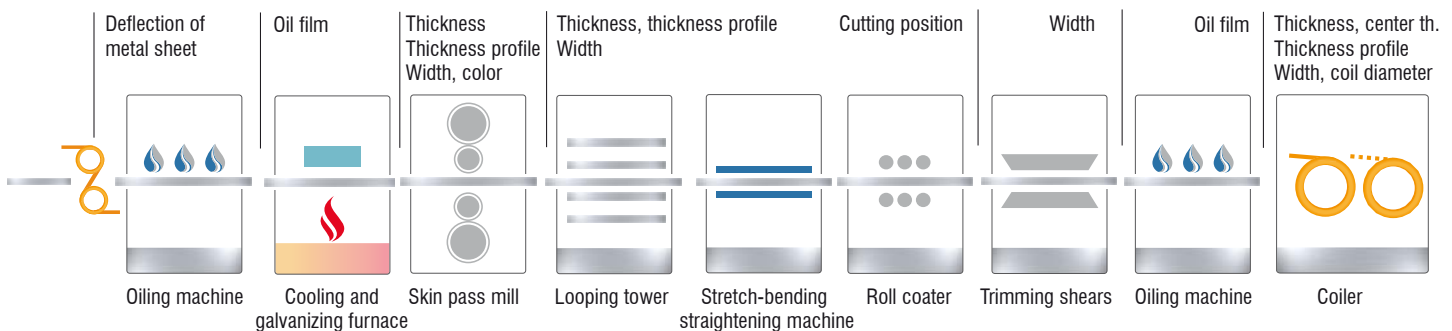 Deflection of
metal sheet
Oil film
Thickness
Thickness profile
Width, color
Thickness, thickness profile
Width
Cutting position
Width
Oil film
Thickness, center th.
Thickness profile
Width, coil diameter
Oiling machine
Cooling and
galvanizing furnace
Skin pass mill
Looping tower
Stretch-bending
straightening machine
Roll coater
Trimming shears
Oiling machine
Coiler